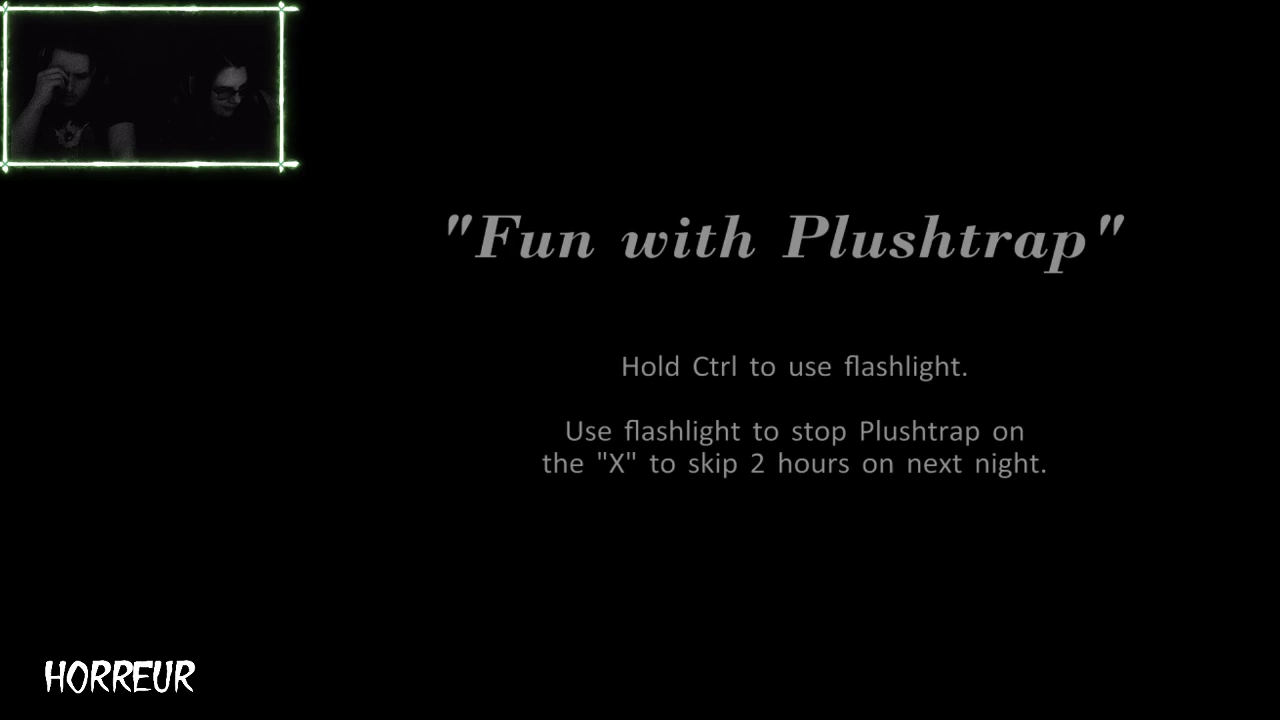 "Fun with Plushtrap"
Hold Ctrl to use flashlight.
Use flashlight to stop Plushtrap on
the "X" to skip 2 hours on next night.
HORREUR